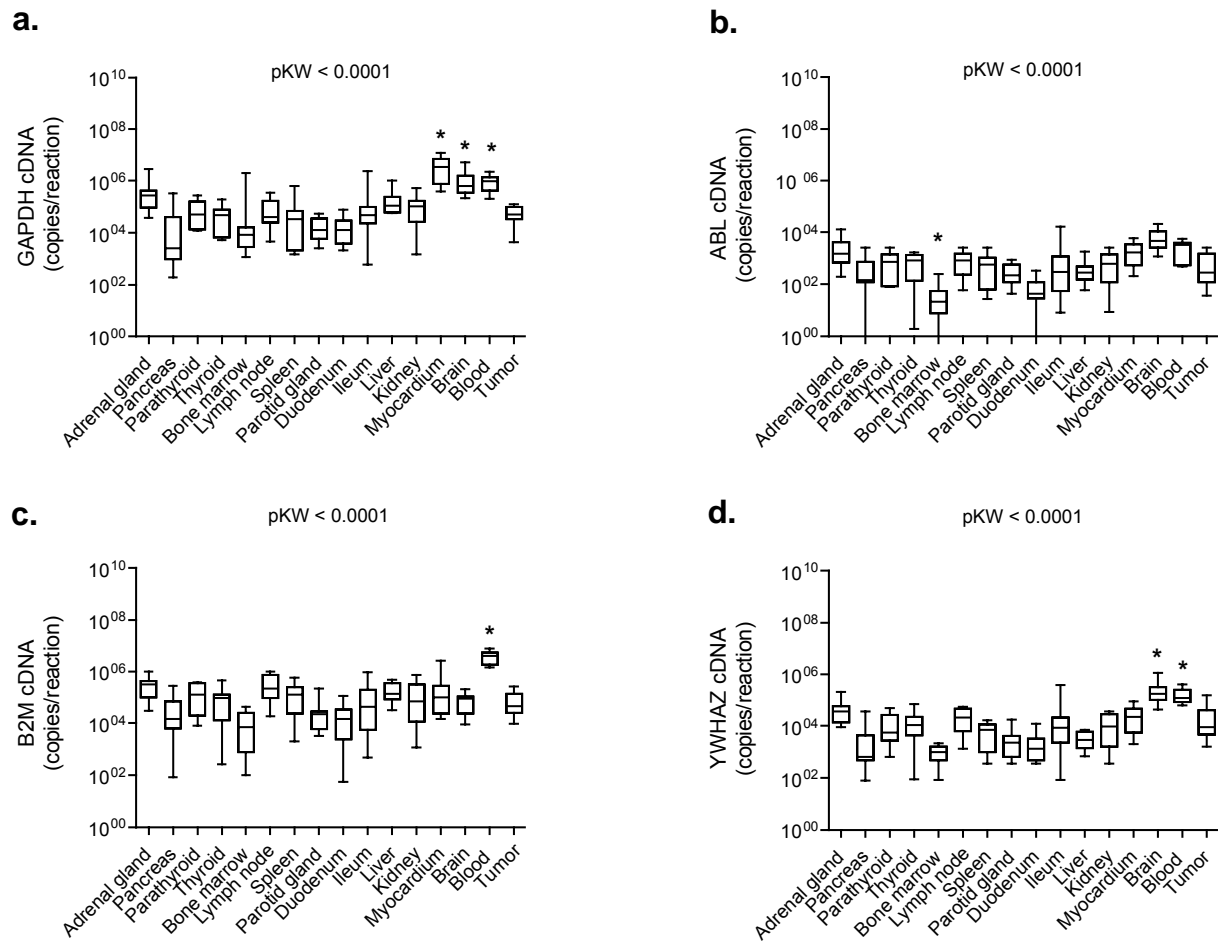 a.
pKW < 0.0001
GAPDH cDNA
(copies/reaction)
10^10
10^08
10^06
10^04
10^02
10^00
*
*
*
Adrenal gland
Pancreas
Parathyroid
Thyroid
Bone marrow
Lymph node
Spleen
Parotid gland
Duodenum
Ileum
Liver
Kidney
Myocardium
Brain
Blood
Tumor
b.
pKW < 0.0001
ABL cDNA
(copies/reaction)
10^10
10^08
10^06
10^04
10^02
10^00
*
Adrenal gland
Pancreas
Parathyroid
Thyroid
Bone marrow
Lymph node
Spleen
Parotid gland
Duodenum
Ileum
Liver
Kidney
Myocardium
Brain
Blood
Tumor
c.
pKW < 0.0001
B2M cDNA
(copies/reaction)
10^10
10^08
10^06
10^04
10^02
10^00
*
Adrenal gland
Pancreas
Parathyroid
Thyroid
Bone marrow
Lymph node
Spleen
Parotid gland
Duodenum
Ileum
Liver
Kidney
Myocardium
Brain
Blood
Tumor
d.
pKW < 0.0001
YWHAZ cDNA
(copies/reaction)
10^10
10^08
10^06
10^04
10^02
10^00
*
*
Adrenal gland
Pancreas
Parathyroid
Thyroid
Bone marrow
Lymph node
Spleen
Parotid gland
Duodenum
Ileum
Liver
Kidney
Myocardium
Brain
Blood
Tumor